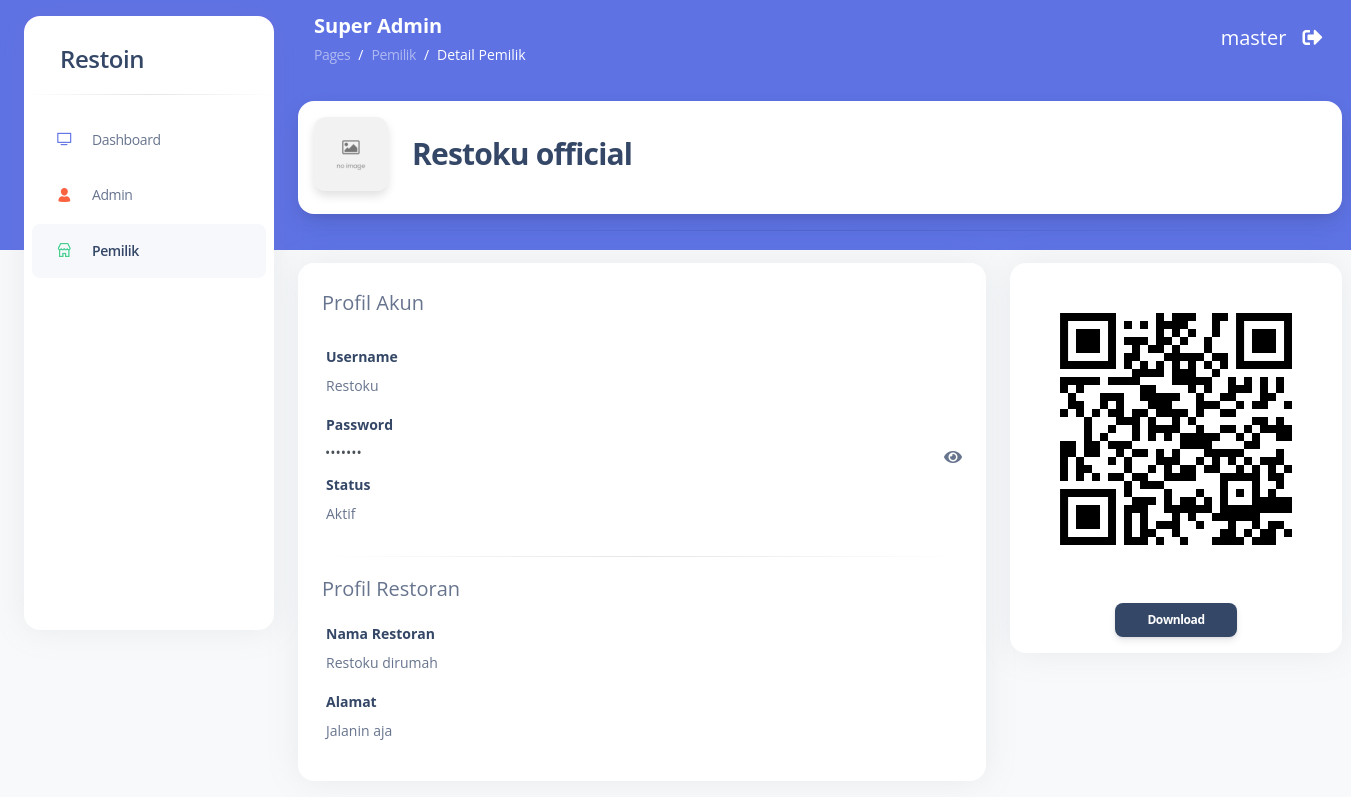 Restoin
Dashboard
Admin
Pemilik
Super Admin
Pages / Pemilik / Detail Pemilik
master
no image
Restoku official
Profil Akun
Username
Restoku
Password
•••••••
Status
Aktif
Profil Restoran
Nama Restoran
Restoku dirumah
Alamat
Jalanin aja
Download